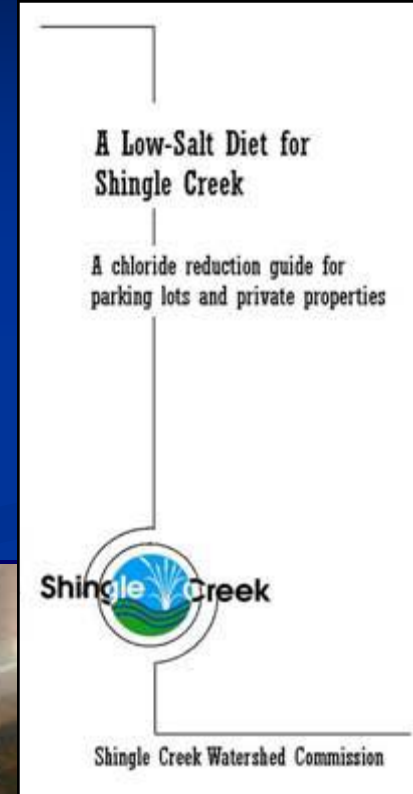 A Low-Salt Diet for
Shingle Creek
A chloride reduction guide for
parking lots and private properties
Shingle Creek
Shingle Creek Watershed Commission